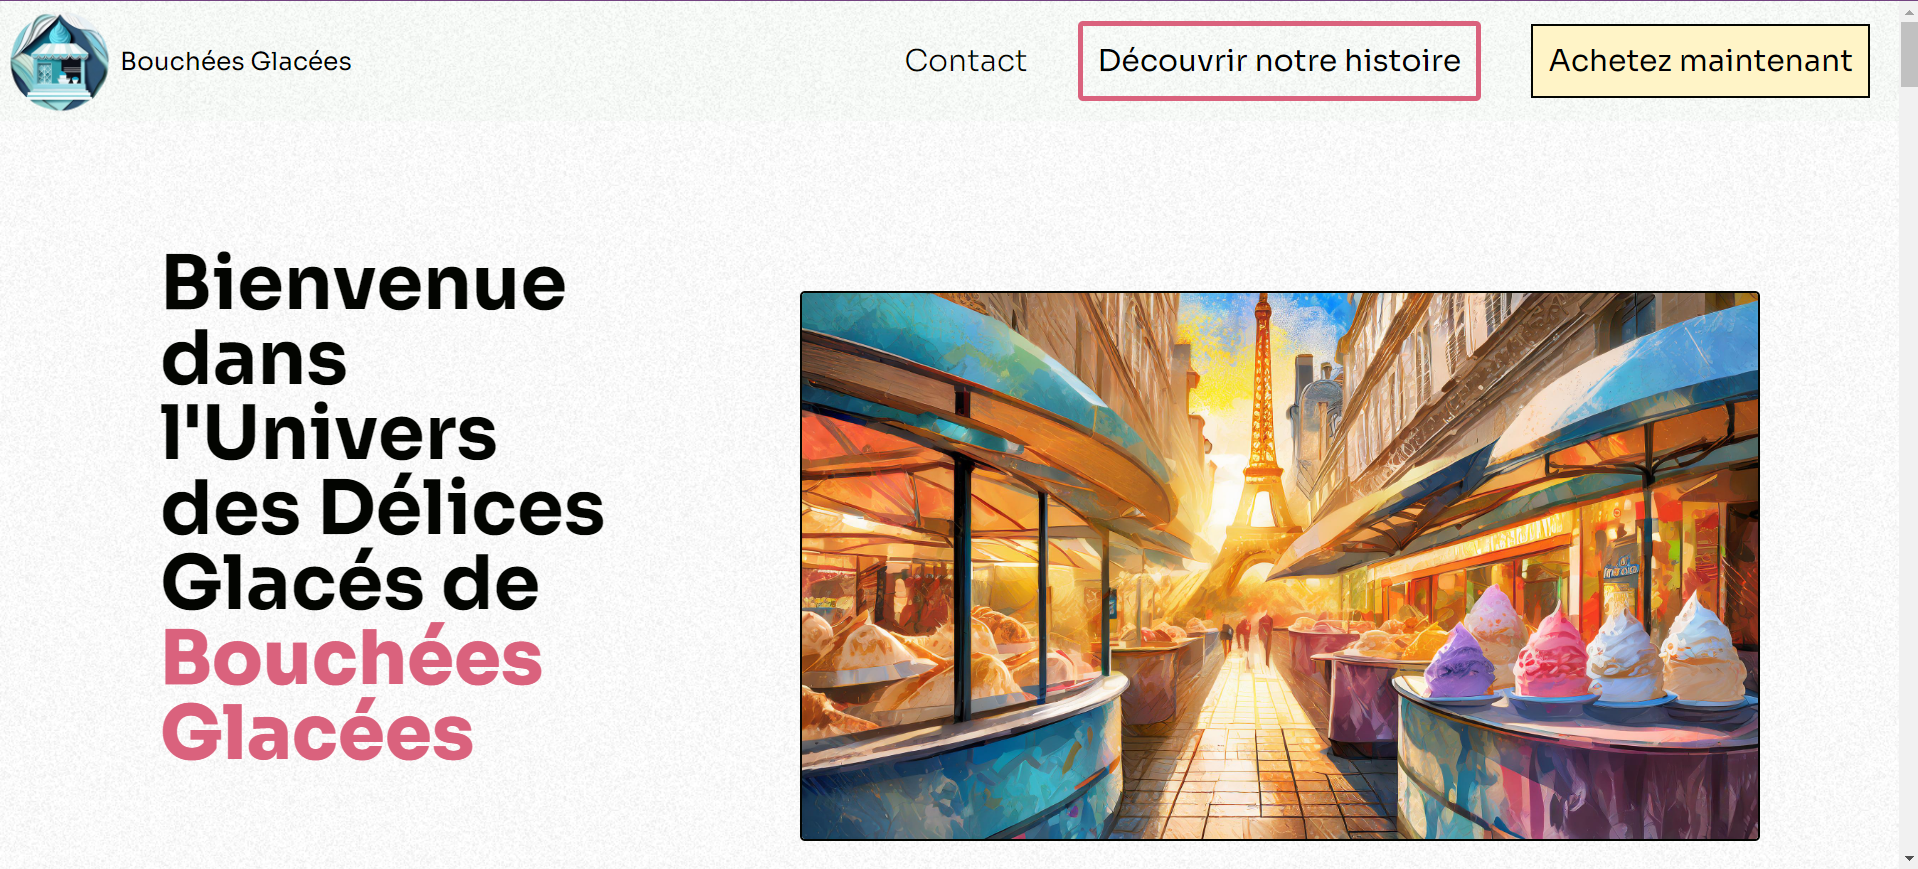 Bouchées Glacées
Contact
Découvrir notre histoire
Achetez maintenant
Bienvenue
dans
l'Univers
des Délices
Glacés de
Bouchées
Glacées